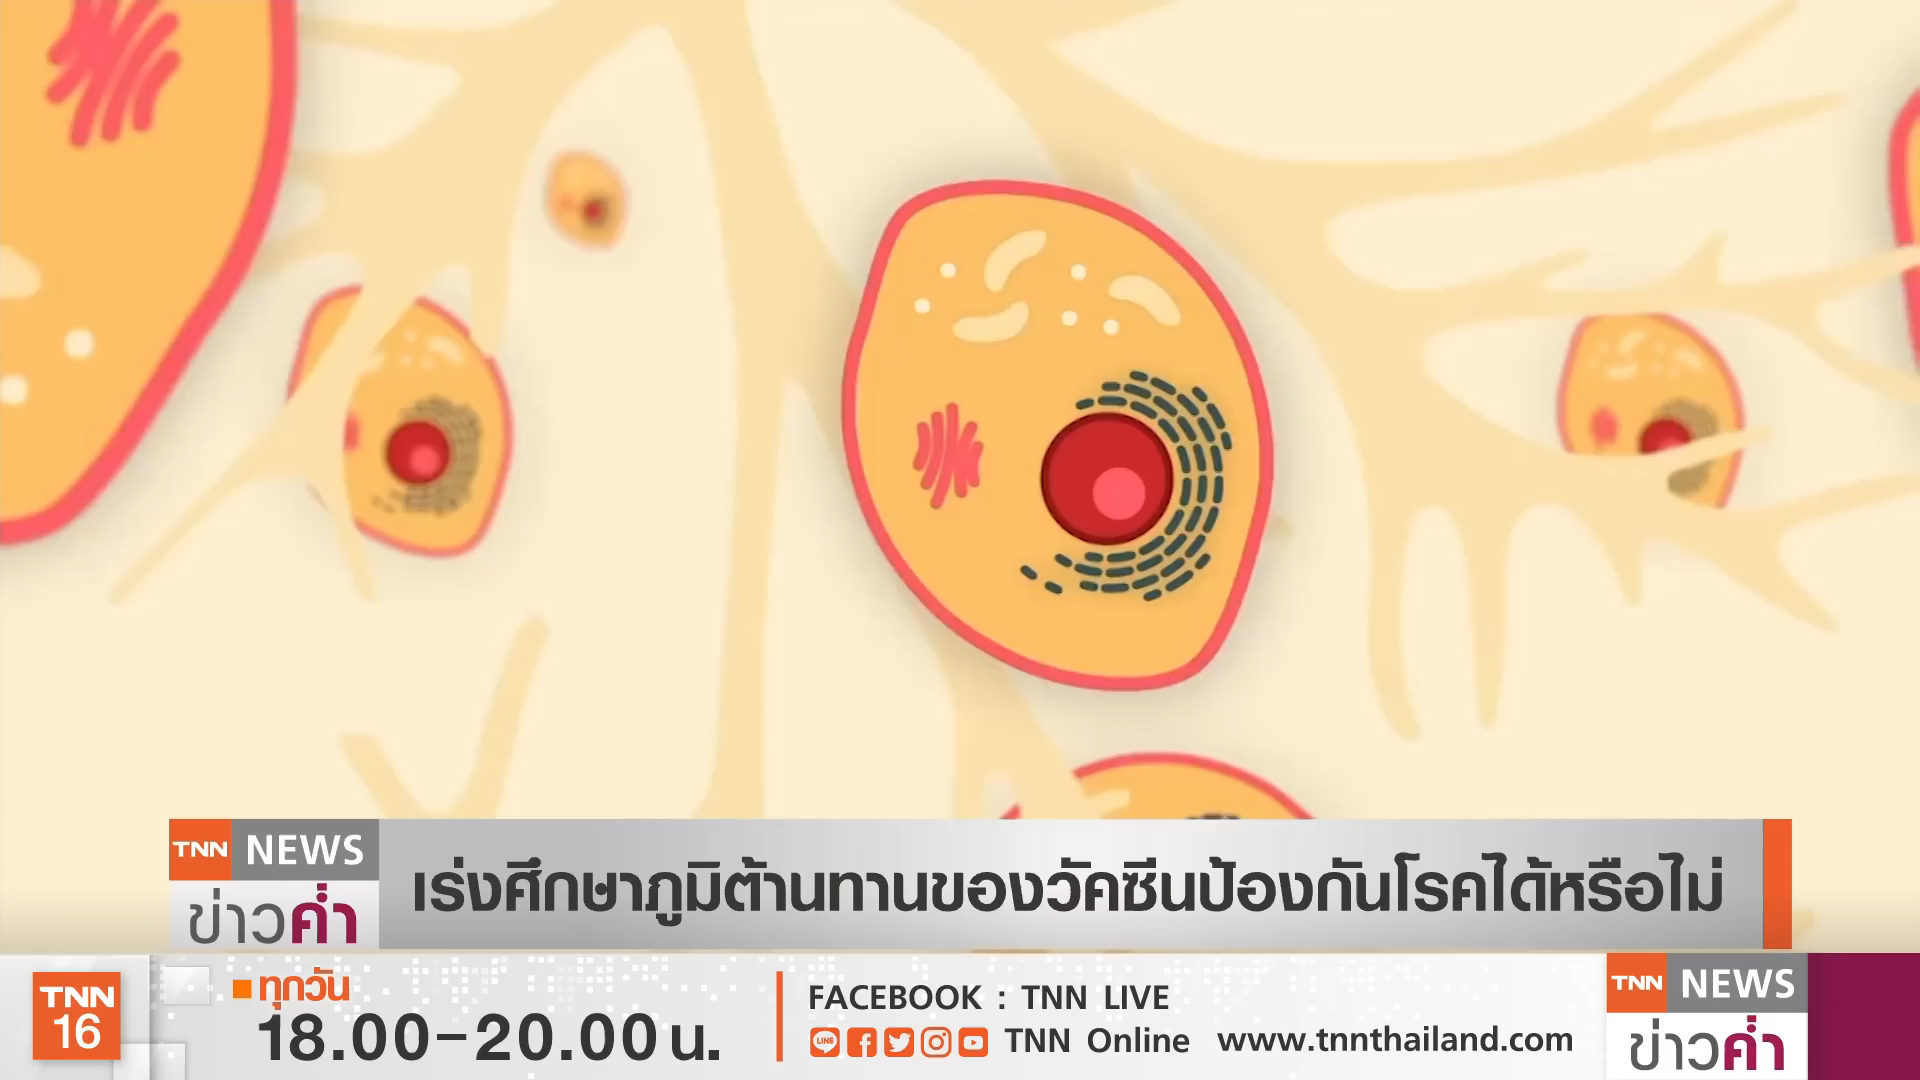 TNN NEWS
ข่าวค่ำ
เร่งศึกษาภูมิต้านทานของวัคซีนป้องกันโรคได้หรือไม่
TNN
16
ทุกวัน
18.00-20.00 น.
FACEBOOK : TNN LIVE
LINE TNN Online www.tnnthailand.com
TNN NEWS
ข่าวค่ำ